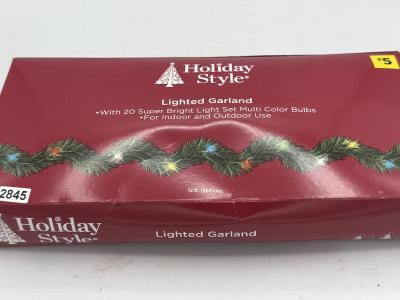 Holiday
Style®
$5
Lighted Garland
•With 20 Super Bright Light Set Multi Color Bulbs
•For Indoor and Outdoor Use
2845
Holiday
Style®
Lighted Garland